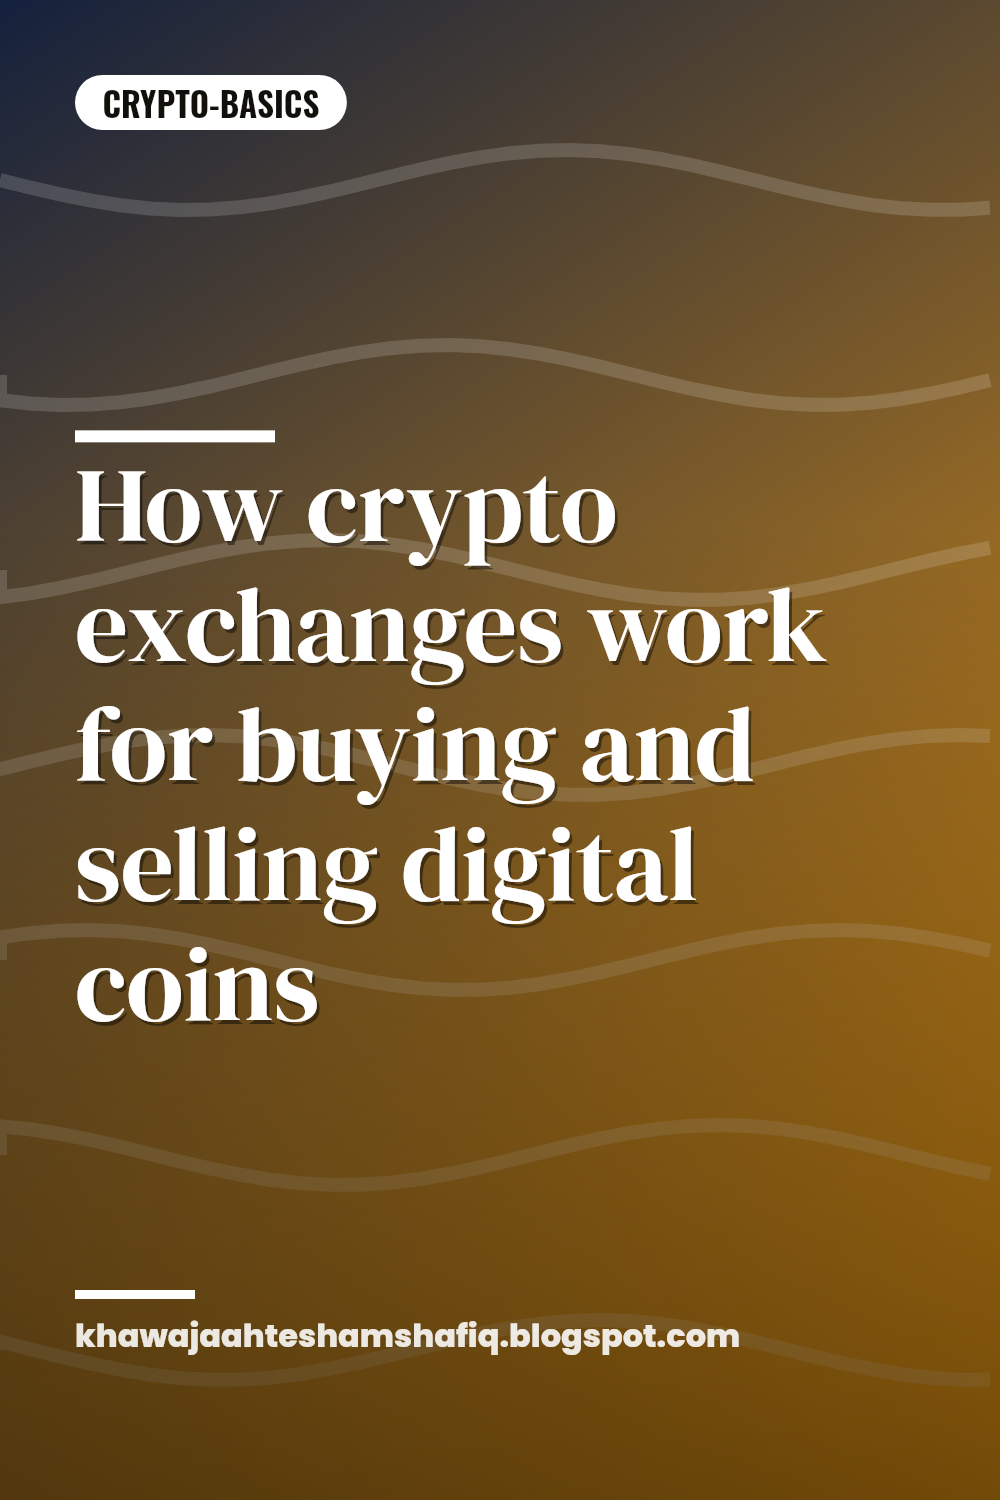 CRYPTO-BASICS
How crypto
exchanges work
for buying and
selling digital
coins
khawajaahteshamshafiq.blogspot.com